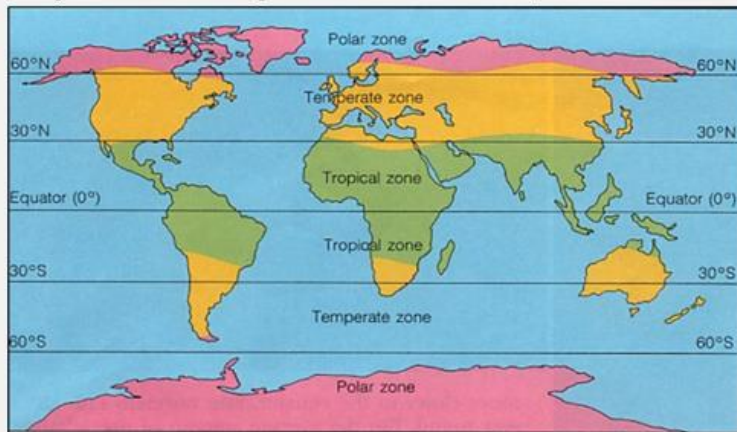 Polar zone
60°N 60°N
Temperate zone
30°N 30°N
Tropical zone
Equator (0°) Equator (0°)
Tropical zone
30°S 30°S
Temperate zone
60°S 60°S
Polar zone